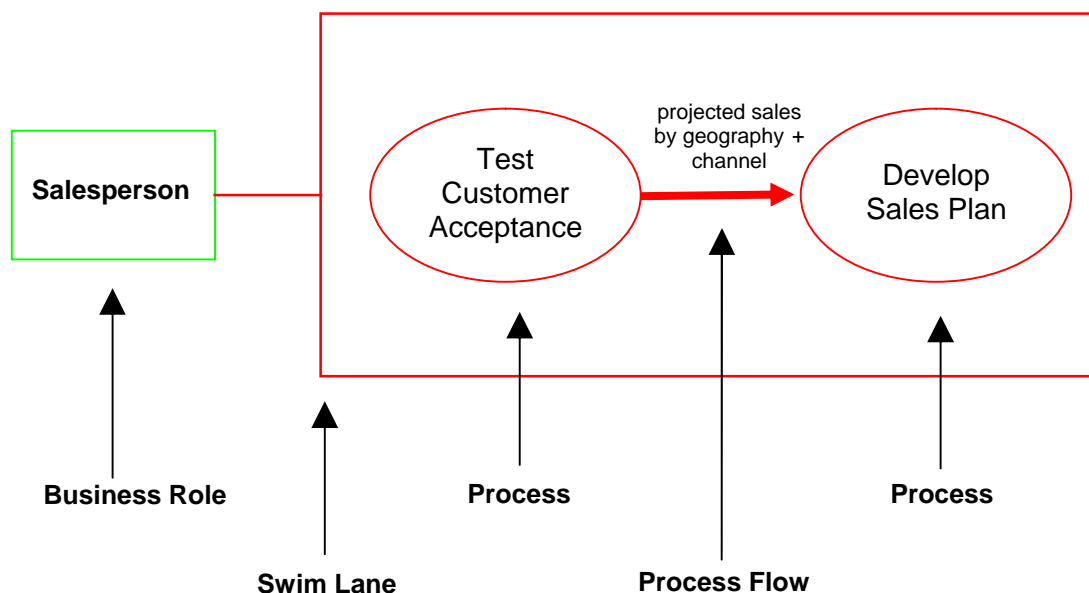 projected sales
by geography +
channel
Salesperson
Test
Customer
Acceptance
Develop
Sales Plan
Business Role
Process
Process
Swim Lane
Process Flow